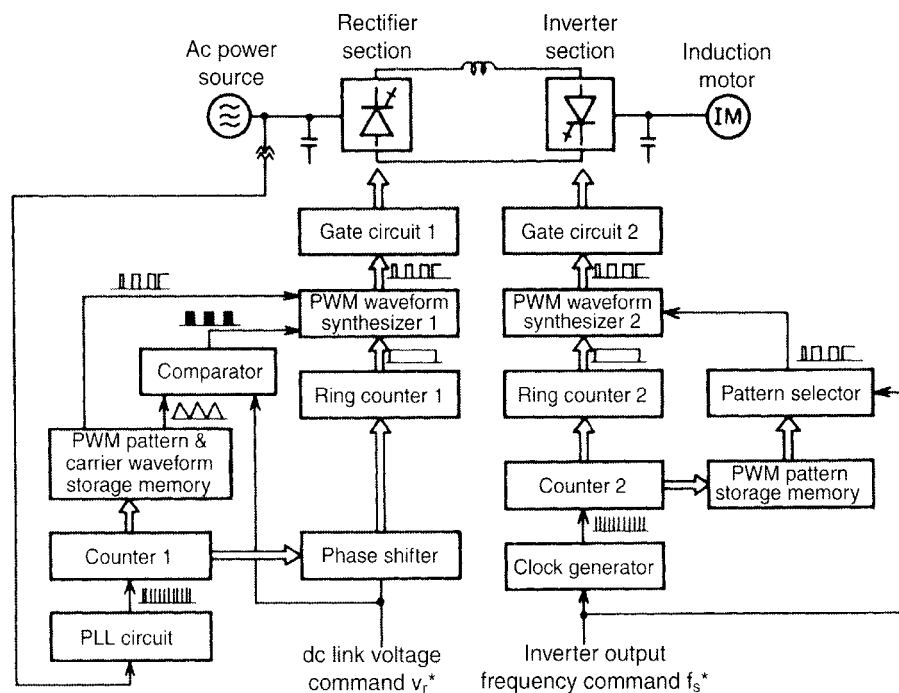 Ac power
source
Rectifier
section
Inverter
section
Induction
motor
IM
Gate circuit 1
Gate circuit 2
PWM waveform
synthesizer 1
PWM waveform
synthesizer 2
Comparator
Ring counter 1
Ring counter 2
Pattern selector
PWM pattern &
carrier waveform
storage memory
Counter 2
PWM pattern
storage memory
Counter 1
Phase shifter
Clock generator
PLL circuit
dc link voltage
command vr*
Inverter output
frequency command fs*